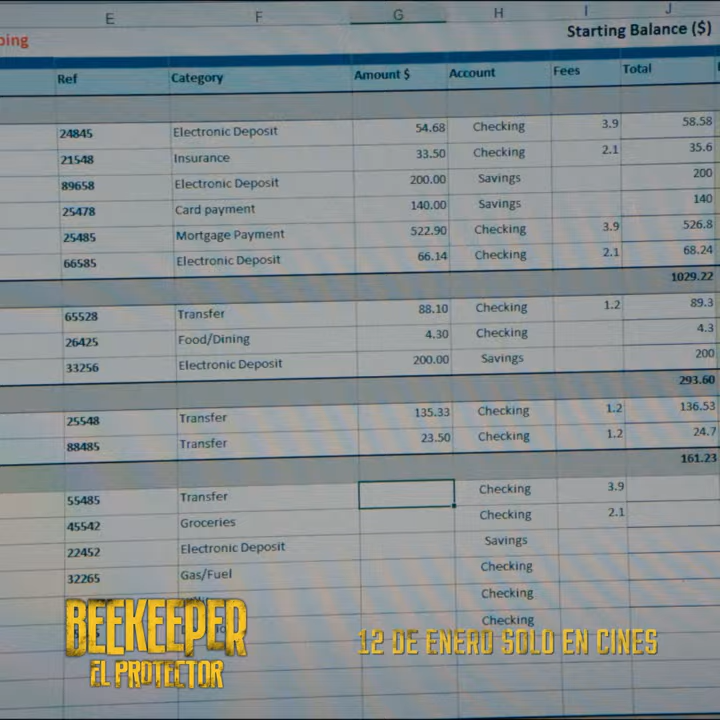 E F G H I J
ping Starting Balance ($)
Ref Category Amount $ Account Fees Total
24845 Electronic Deposit 54.68 Checking 3.9 58.58
21548 Insurance 33.50 Checking 2.1 35.6
89658 Electronic Deposit 200.00 Savings 200
25478 Card payment 140.00 Savings 140
25485 Mortgage Payment 522.90 Checking 3.9 526.8
66585 Electronic Deposit 66.14 Checking 2.1 68.24
1029.22
65528 Transfer 88.10 Checking 1.2 89.3
26425 Food/Dining 4.30 Checking 4.3
33256 Electronic Deposit 200.00 Savings 200
293.60
25548 Transfer 135.33 Checking 1.2 136.53
88485 Transfer 23.50 Checking 1.2 24.7
161.23
55485 Transfer Checking 3.9
45542 Groceries Checking 2.1
22452 Electronic Deposit Savings
32265 Gas/Fuel Checking
Checking
Checking
BEEKEEPER
EL PROTECTOR
12 DE ENERO SOLO EN CINES